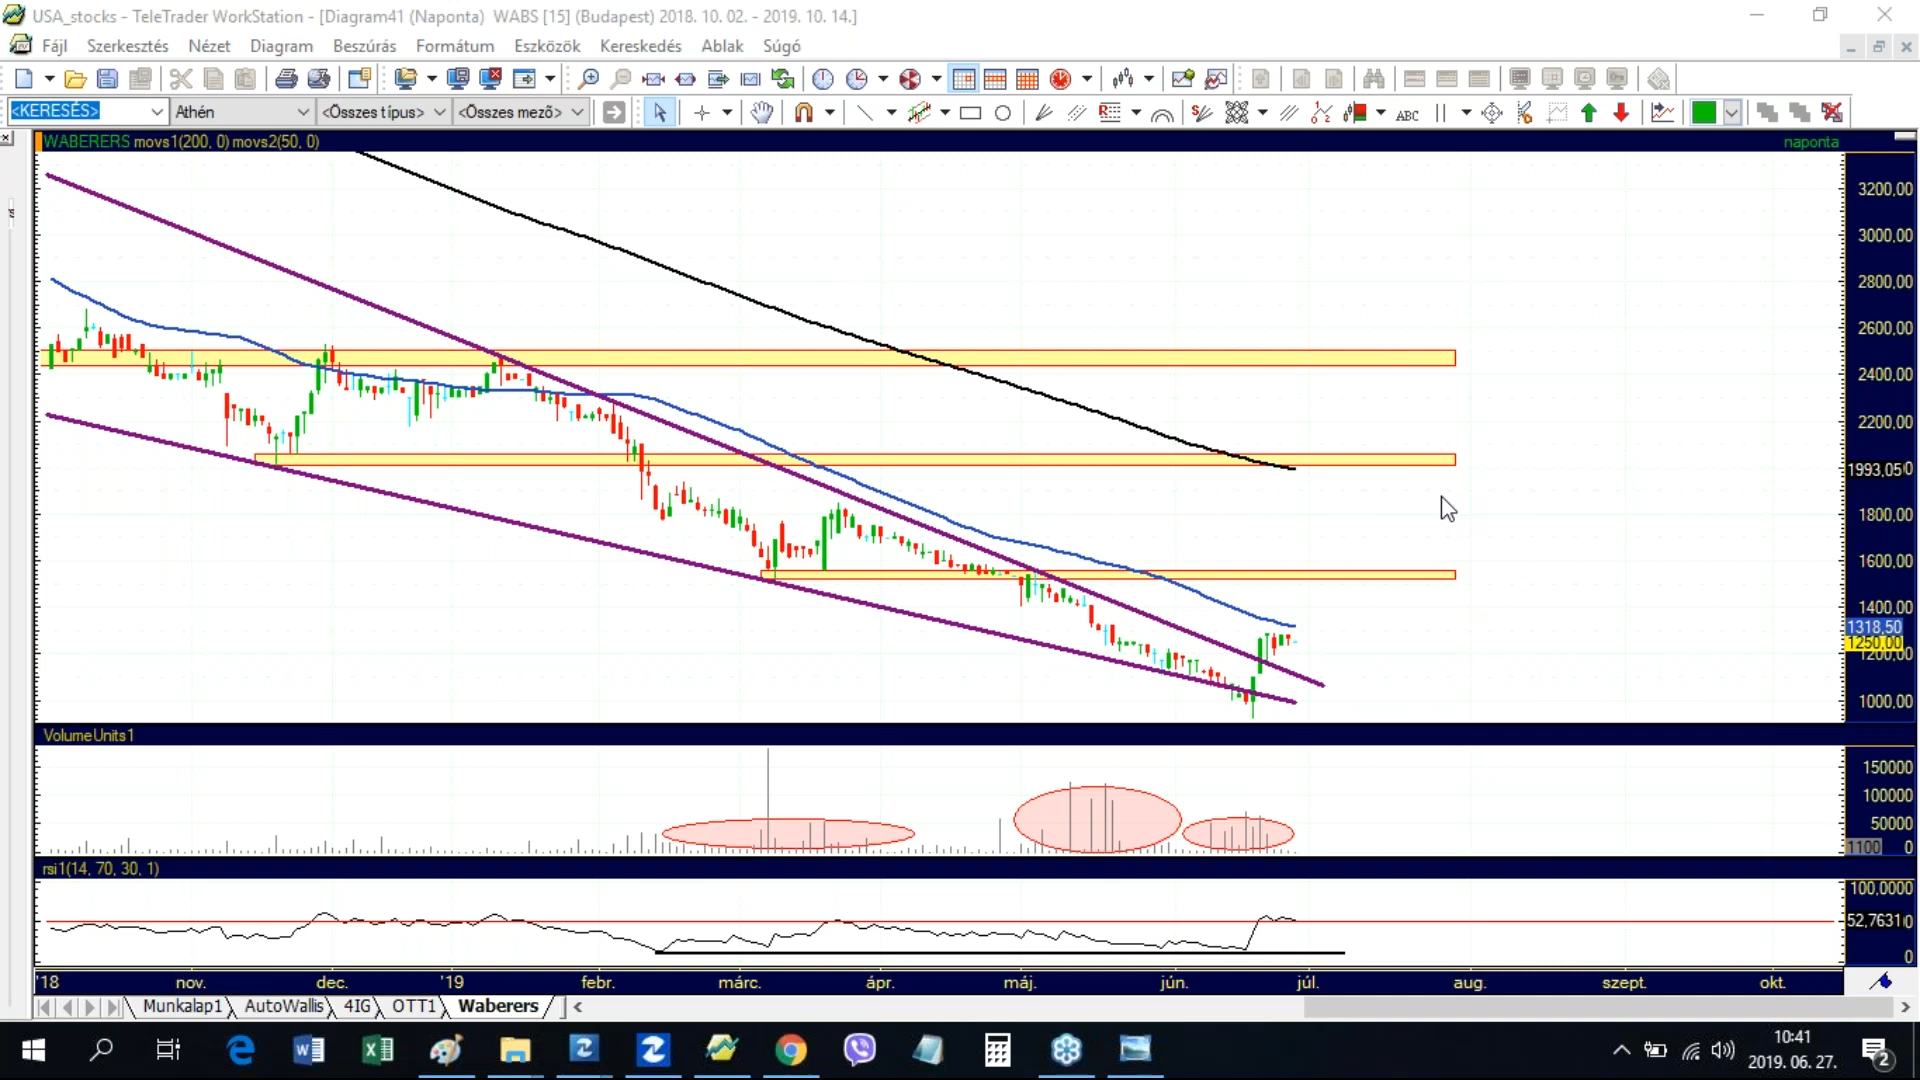 USA_stocks - TeleTrader WorkStation - [Diagram41 (Naponta)  WABS [15] (Budapest) 2018. 10. 02. - 2019. 10. 14.]
Fájl Szerkesztés Nézet Diagram Beszúrás Formátum Eszközök Kereskedés Ablak Súgó
<KERESÉS> Athén <Összes típus> <Összes mező> ABC
WABERERS movs1(200, 0) movs2(50, 0) naponta
3200,00
3000,00
2800,00
2600,00
2400,00
2200,00
1993,05
1800,00
1600,00
1400,00
1318,50
1250,00
1200,00
1000,00
VolumeUnits1
150000
100000
50000
1100 0
rsi1(14, 70, 30, 1)
100,0000
52,7631
0
'18 nov. dec. '19 febr. márc. ápr. máj. jún. júl. aug. szept. okt.
Munkalap1 AutoWallis 4IG OTT1 Waberers
10:41
2019. 06. 27.
2